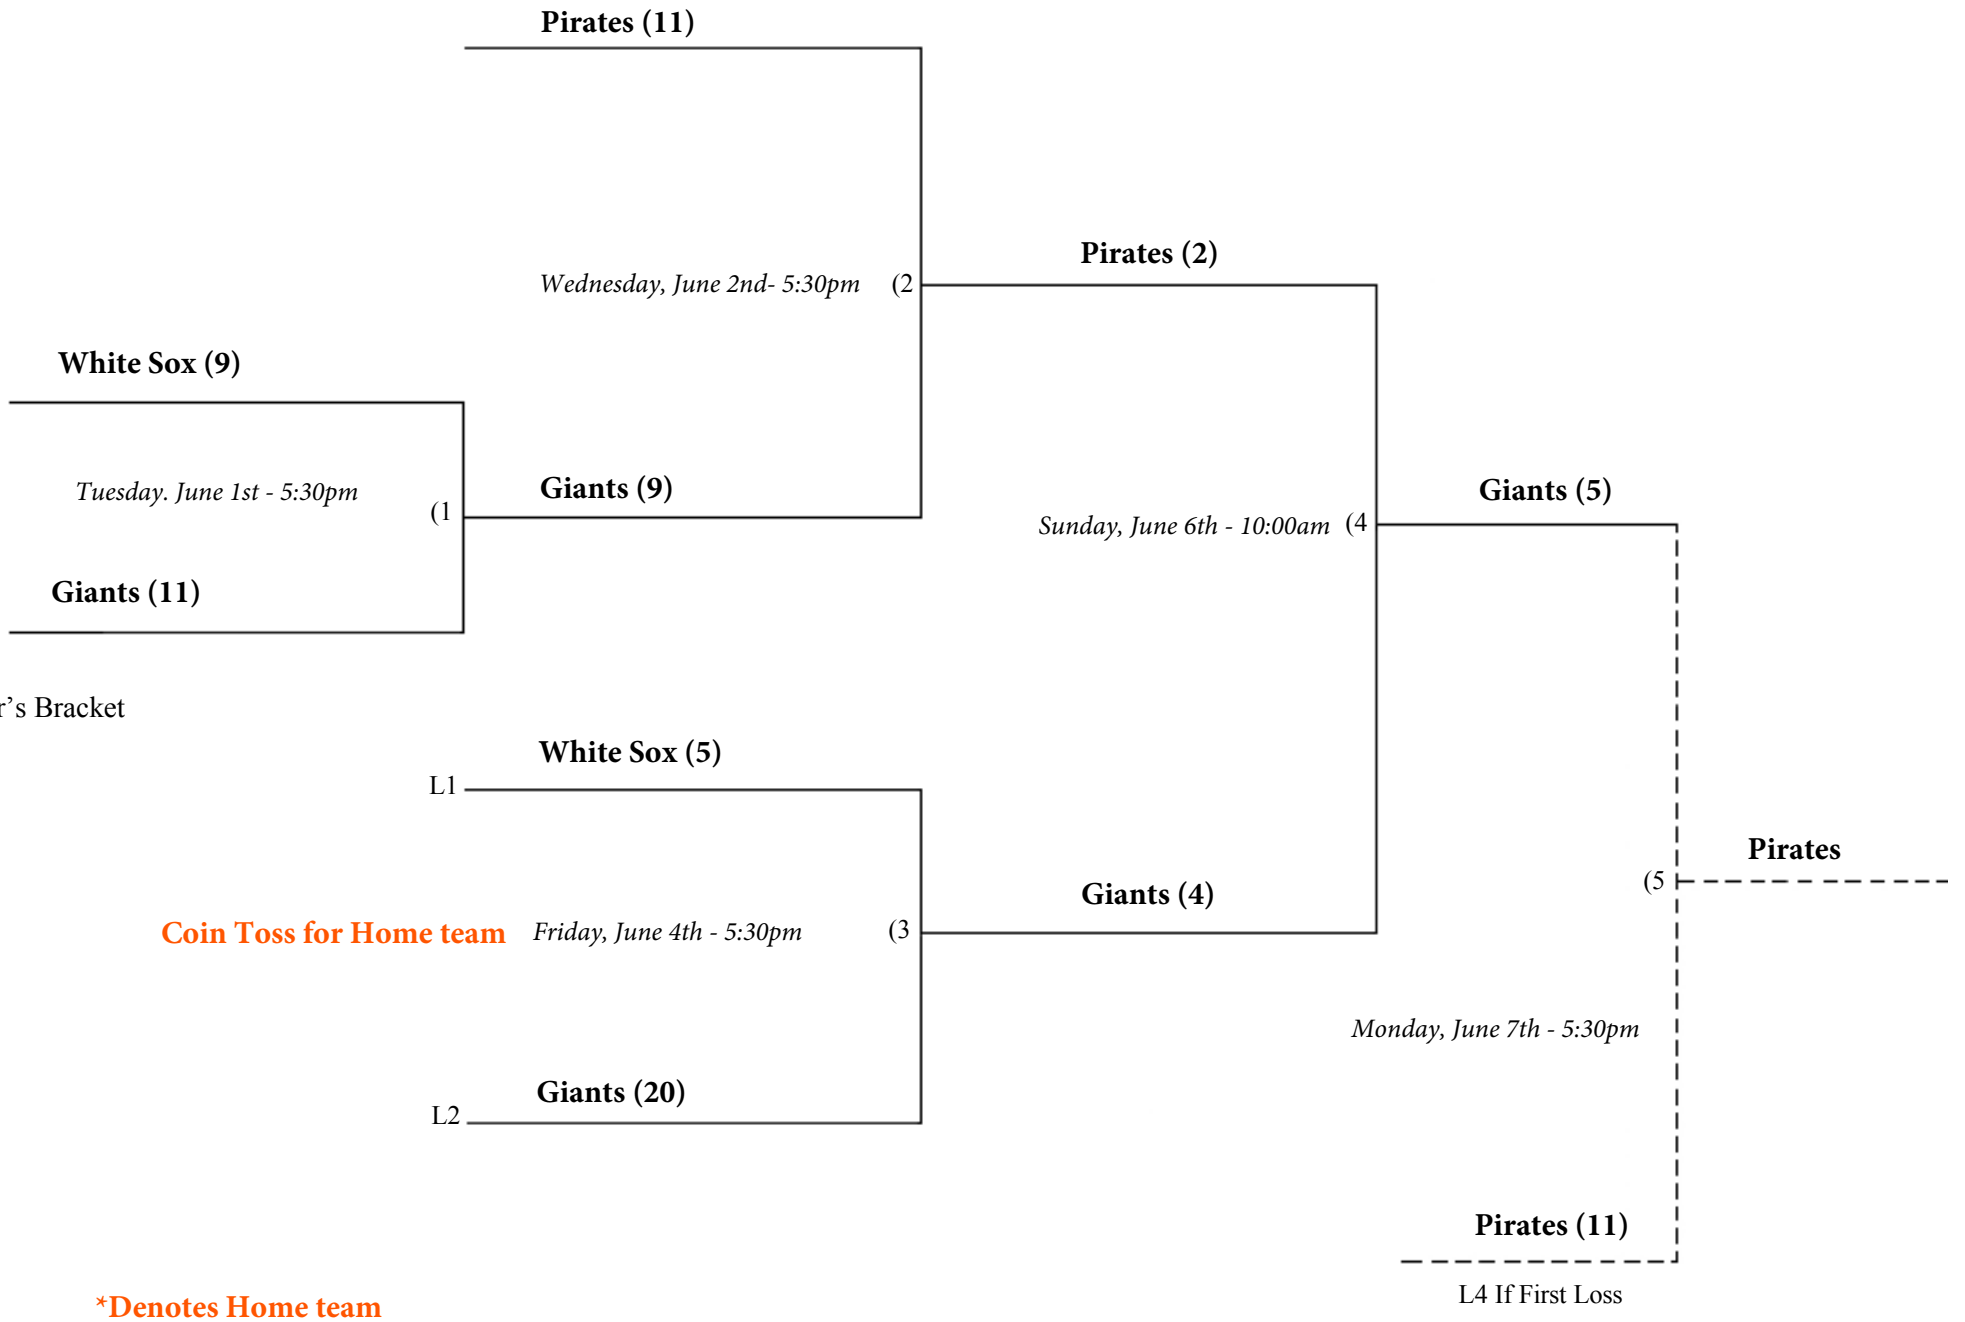 Pirates (11)
Wednesday, June 2nd- 5:30pm (2
Pirates (2)
White Sox (9)
Tuesday. June 1st - 5:30pm (1
Giants (9)
Giants (11)
Sunday, June 6th - 10:00am (4
Giants (5)
r’s Bracket
White Sox (5)
L1
Coin Toss for Home team Friday, June 4th - 5:30pm (3
Giants (4)
Giants (20)
L2
(5
Pirates
Monday, June 7th - 5:30pm
Pirates (11)
L4 If First Loss
*Denotes Home team